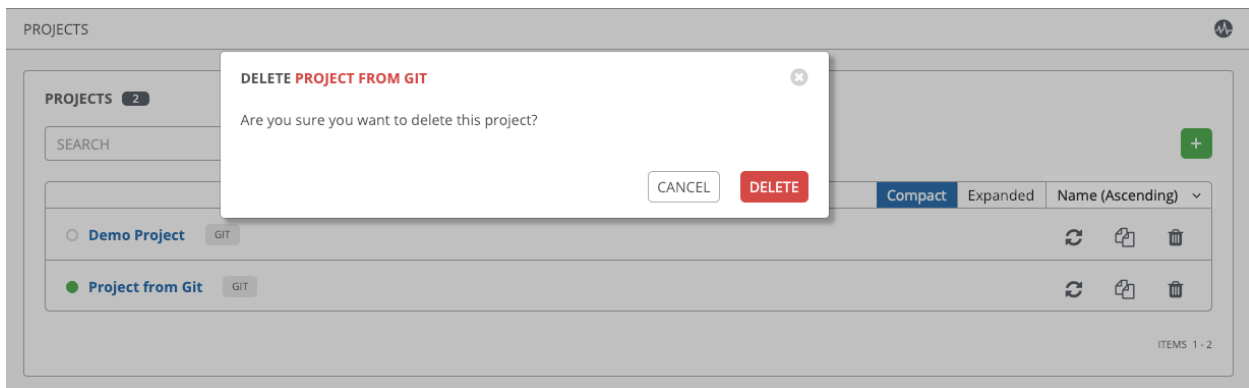 PROJECTS
DELETE PROJECT FROM GIT
Are you sure you want to delete this project?
CANCEL DELETE
PROJECTS 2
SEARCH
Compact Expanded Name (Ascending)
Demo Project GIT
Project from Git GIT
ITEMS 1 - 2